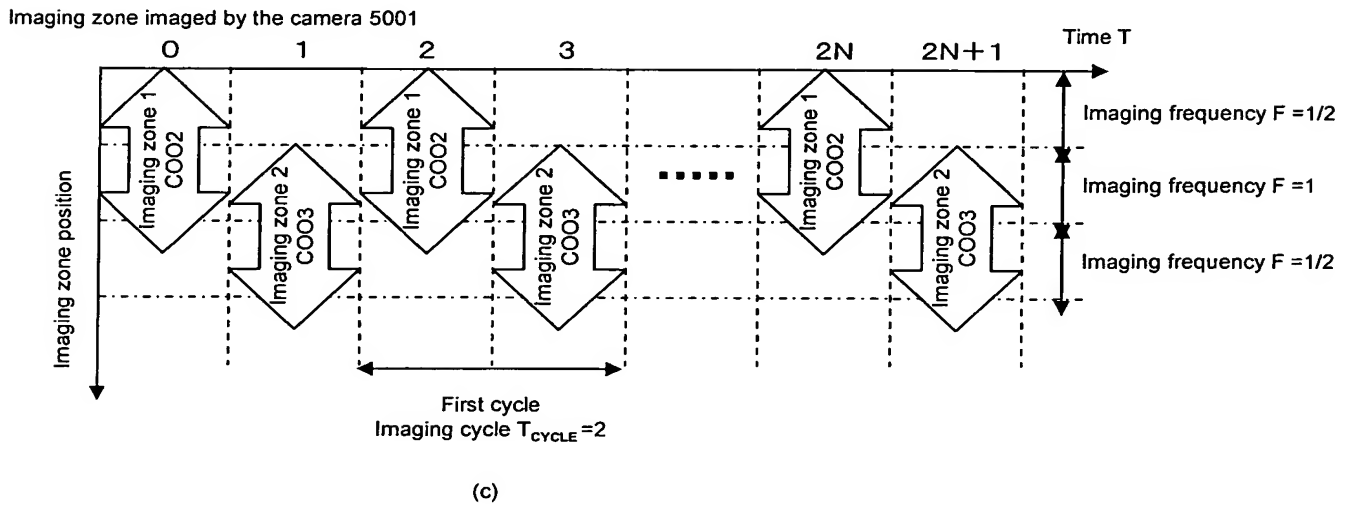 Imaging zone imaged by the camera 5001
0 1 2 3 2N 2N+1
Time T
Imaging zone position
Imaging zone 1
COO2
Imaging zone 2
COO3
Imaging zone 1
COO2
Imaging zone 2
COO3
Imaging zone 1
COO2
Imaging zone 2
COO3
Imaging frequency F =1/2
Imaging frequency F =1
Imaging frequency F =1/2
First cycle
Imaging cycle TCYCLE =2
(c)